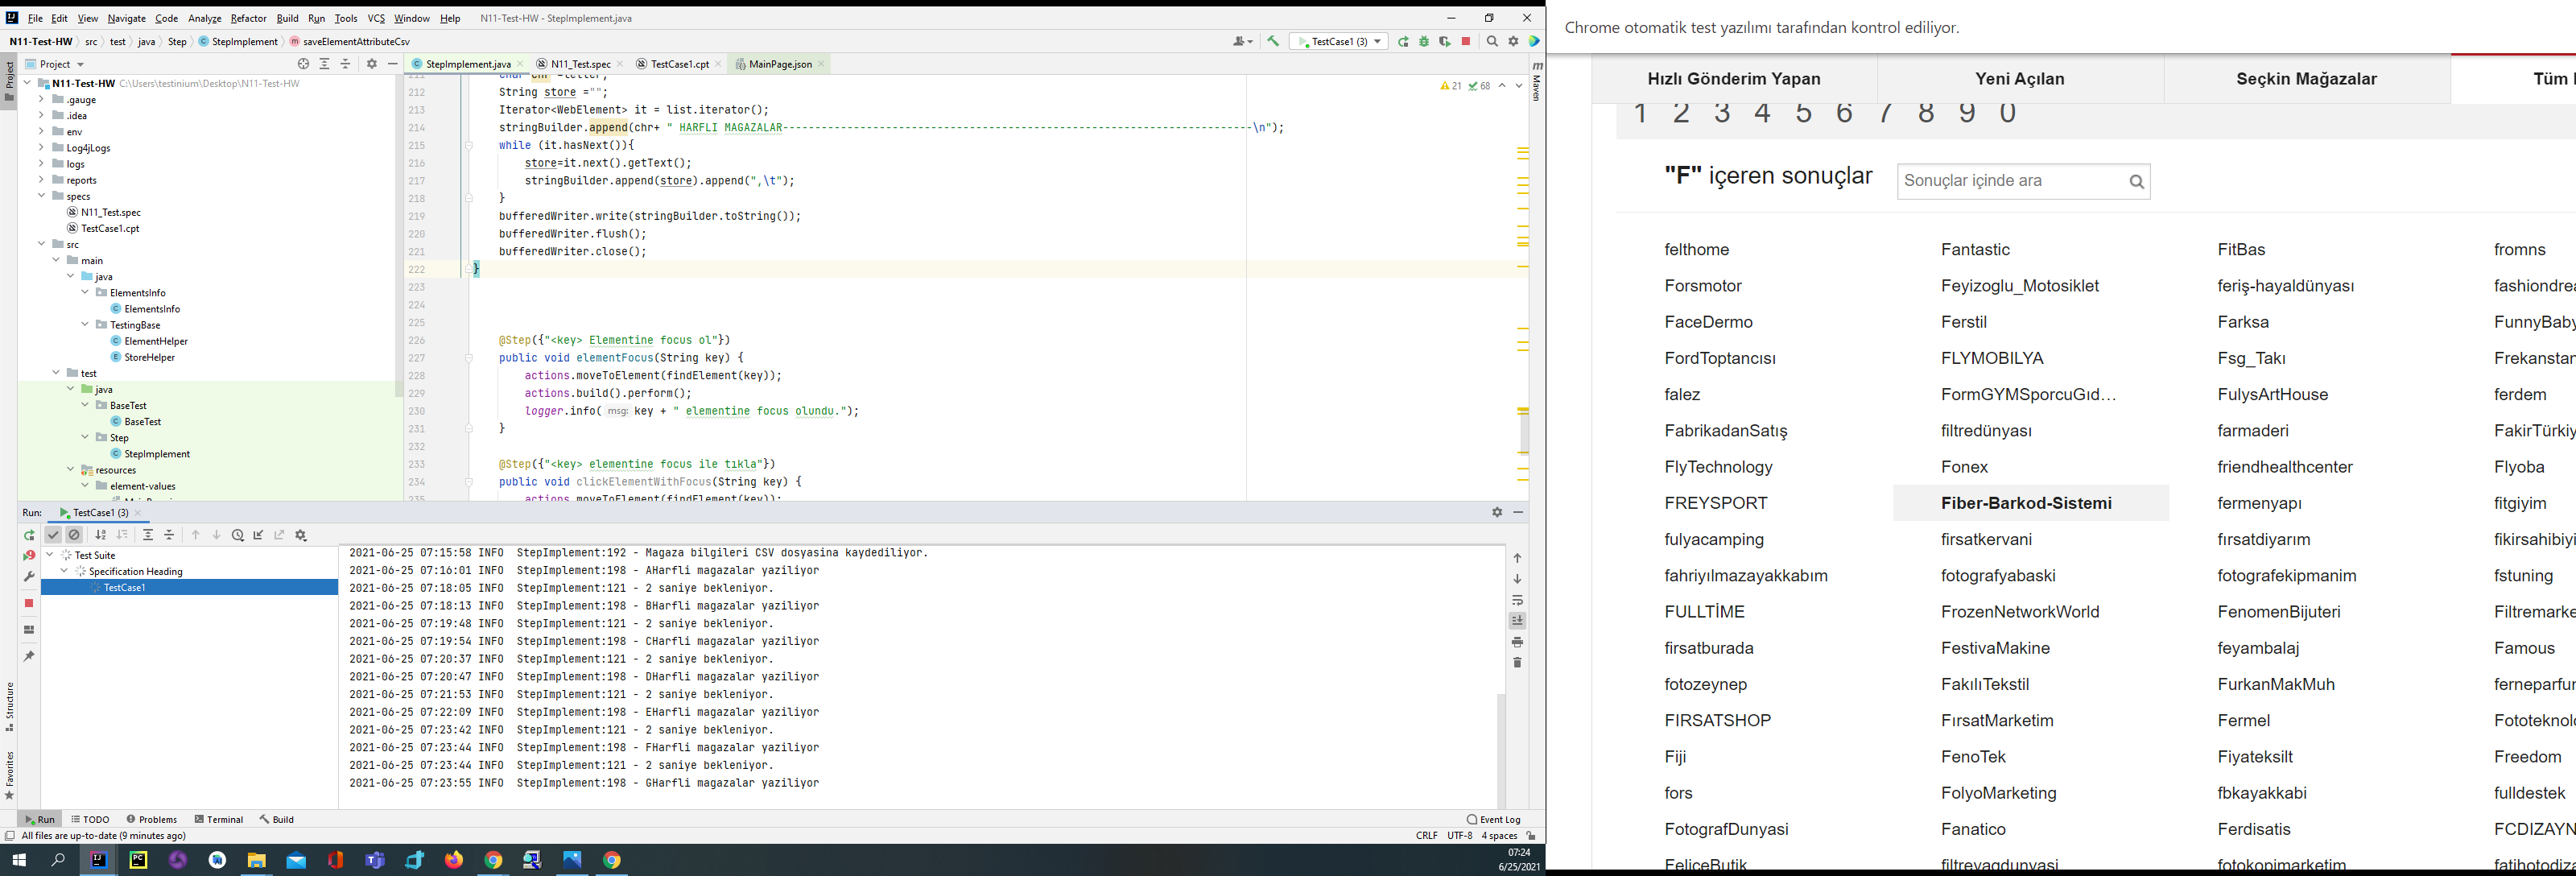 File Edit View Navigate Code Analyze Refactor Build Run Tools VCS Window Help N11-Test-HW - StepImplement.java
N11-Test-HW src test java Step StepImplement saveElementAttributeCsv
TestCase1 (3)
Project
StepImplement.java N11_Test.spec TestCase1.cpt MainPage.json
N11-Test-HW C:\Users\testinium\Desktop\N11-Test-HW
.gauge
.idea
env
Log4jLogs
logs
reports
specs
N11_Test.spec
TestCase1.cpt
src
main
java
ElementsInfo
ElementsInfo
TestingBase
ElementHelper
StoreHelper
test
java
BaseTest
BaseTest
Step
StepImplement
resources
element-values
Project
Structure
Favorites
Maven
21 68
212 String store ="";
213 Iterator<WebElement> it = list.iterator();
214 stringBuilder.append(chr+ " HARFLI MAGAZALAR-------------------------------------------------------------------------\n");
215 while (it.hasNext()){
216 store=it.next().getText();
217 stringBuilder.append(store).append(",\t");
218 }
219 bufferedWriter.write(stringBuilder.toString());
220 bufferedWriter.flush();
221 bufferedWriter.close();
222 }
223
224
225
226 @Step({"<key> Elementine focus ol"})
227 public void elementFocus(String key) {
228 actions.moveToElement(findElement(key));
229 actions.build().perform();
230 logger.info( msg: key + " elementine focus olundu.");
231 }
232
233 @Step({"<key> elementine focus ile tıkla"})
234 public void clickElementWithFocus(String key) {
235 actions.moveToElement(findElement(key));
Run: TestCase1 (3)
Test Suite
Specification Heading
TestCase1
2021-06-25 07:15:58 INFO StepImplement:192 - Magaza bilgileri CSV dosyasina kaydediliyor.
2021-06-25 07:16:01 INFO StepImplement:198 - AHarfli magazalar yaziliyor
2021-06-25 07:18:05 INFO StepImplement:121 - 2 saniye bekleniyor.
2021-06-25 07:18:13 INFO StepImplement:198 - BHarfli magazalar yaziliyor
2021-06-25 07:19:48 INFO StepImplement:121 - 2 saniye bekleniyor.
2021-06-25 07:19:54 INFO StepImplement:198 - CHarfli magazalar yaziliyor
2021-06-25 07:20:37 INFO StepImplement:121 - 2 saniye bekleniyor.
2021-06-25 07:20:47 INFO StepImplement:198 - DHarfli magazalar yaziliyor
2021-06-25 07:21:53 INFO StepImplement:121 - 2 saniye bekleniyor.
2021-06-25 07:22:09 INFO StepImplement:198 - EHarfli magazalar yaziliyor
2021-06-25 07:23:42 INFO StepImplement:121 - 2 saniye bekleniyor.
2021-06-25 07:23:44 INFO StepImplement:198 - FHarfli magazalar yaziliyor
2021-06-25 07:23:44 INFO StepImplement:121 - 2 saniye bekleniyor.
2021-06-25 07:23:55 INFO StepImplement:198 - GHarfli magazalar yaziliyor
Run TODO Problems Terminal Build Event Log
All files are up-to-date (9 minutes ago) CRLF UTF-8 4 spaces
07:24
6/25/2021
Chrome otomatik test yazılımı tarafından kontrol ediliyor.
Hızlı Gönderim Yapan Yeni Açılan Seçkin Mağazalar Tüm
1 2 3 4 5 6 7 8 9 0
"F" içeren sonuçlar Sonuçlar içinde ara
felthome Fantastic FitBas fromns
Forsmotor Feyizoglu_Motosiklet feriş-hayaldünyası fashiondrea
FaceDermo Ferstil Farksa FunnyBaby
FordToptancısı FLYMOBILYA Fsg_Takı Frekanstan
falez FormGYMSporcuGıd… FulysArtHouse ferdem
FabrikadanSatış filtredünyası farmaderi FakirTürkiy
FlyTechnology Fonex friendhealthcenter Flyoba
FREYSPORT Fiber-Barkod-Sistemi fermenyapı fitgiyim
fulyacamping firsatkervani fırsatdiyarım fikirsahibiyi
fahriyılmazayakkabım fotografyabaski fotografekipmanim fstuning
FULLTİME FrozenNetworkWorld FenomenBijuteri Filtremarke
firsatburada FestivaMakine feyambalaj Famous
fotozeynep FakılıTekstil FurkanMakMuh ferneparfum
FIRSATSHOP FırsatMarketim Fermel Fototeknolo
Fiji FenoTek Fiyateksilt Freedom
fors FolyoMarketing fbkayakkabi fulldestek
FotografDunyasi Fanatico Ferdisatis FCDIZAYN
FeliceButik filtrevagdunyasi fotokopimarketim fatihotodiza